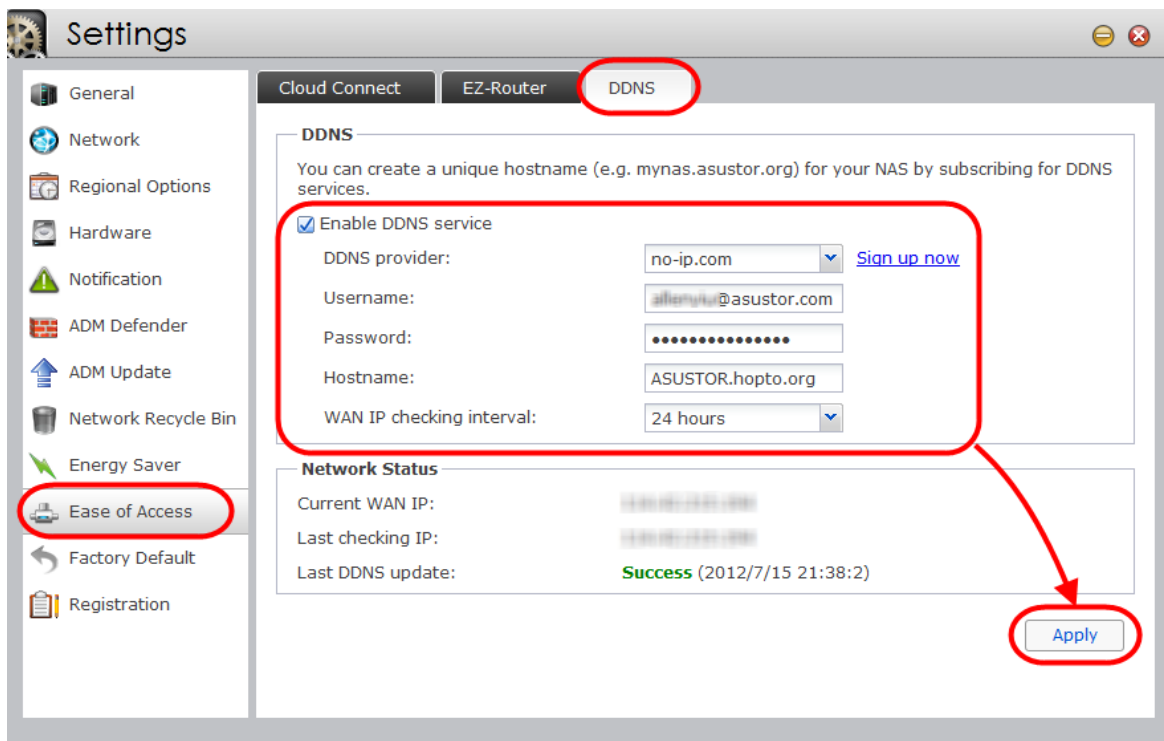 Settings
General
Network
Regional Options
Hardware
Notification
ADM Defender
ADM Update
Network Recycle Bin
Energy Saver
Ease of Access
Factory Default
Registration
Cloud Connect
EZ-Router
DDNS
DDNS
You can create a unique hostname (e.g. mynas.asustor.org) for your NAS by subscribing for DDNS
services.
Enable DDNS service
DDNS provider: no-ip.com Sign up now
Username: @asustor.com
Password: •••••••••••••••
Hostname: ASUSTOR.hopto.org
WAN IP checking interval: 24 hours
Network Status
Current WAN IP:
Last checking IP:
Last DDNS update: Success (2012/7/15 21:38:2)
Apply